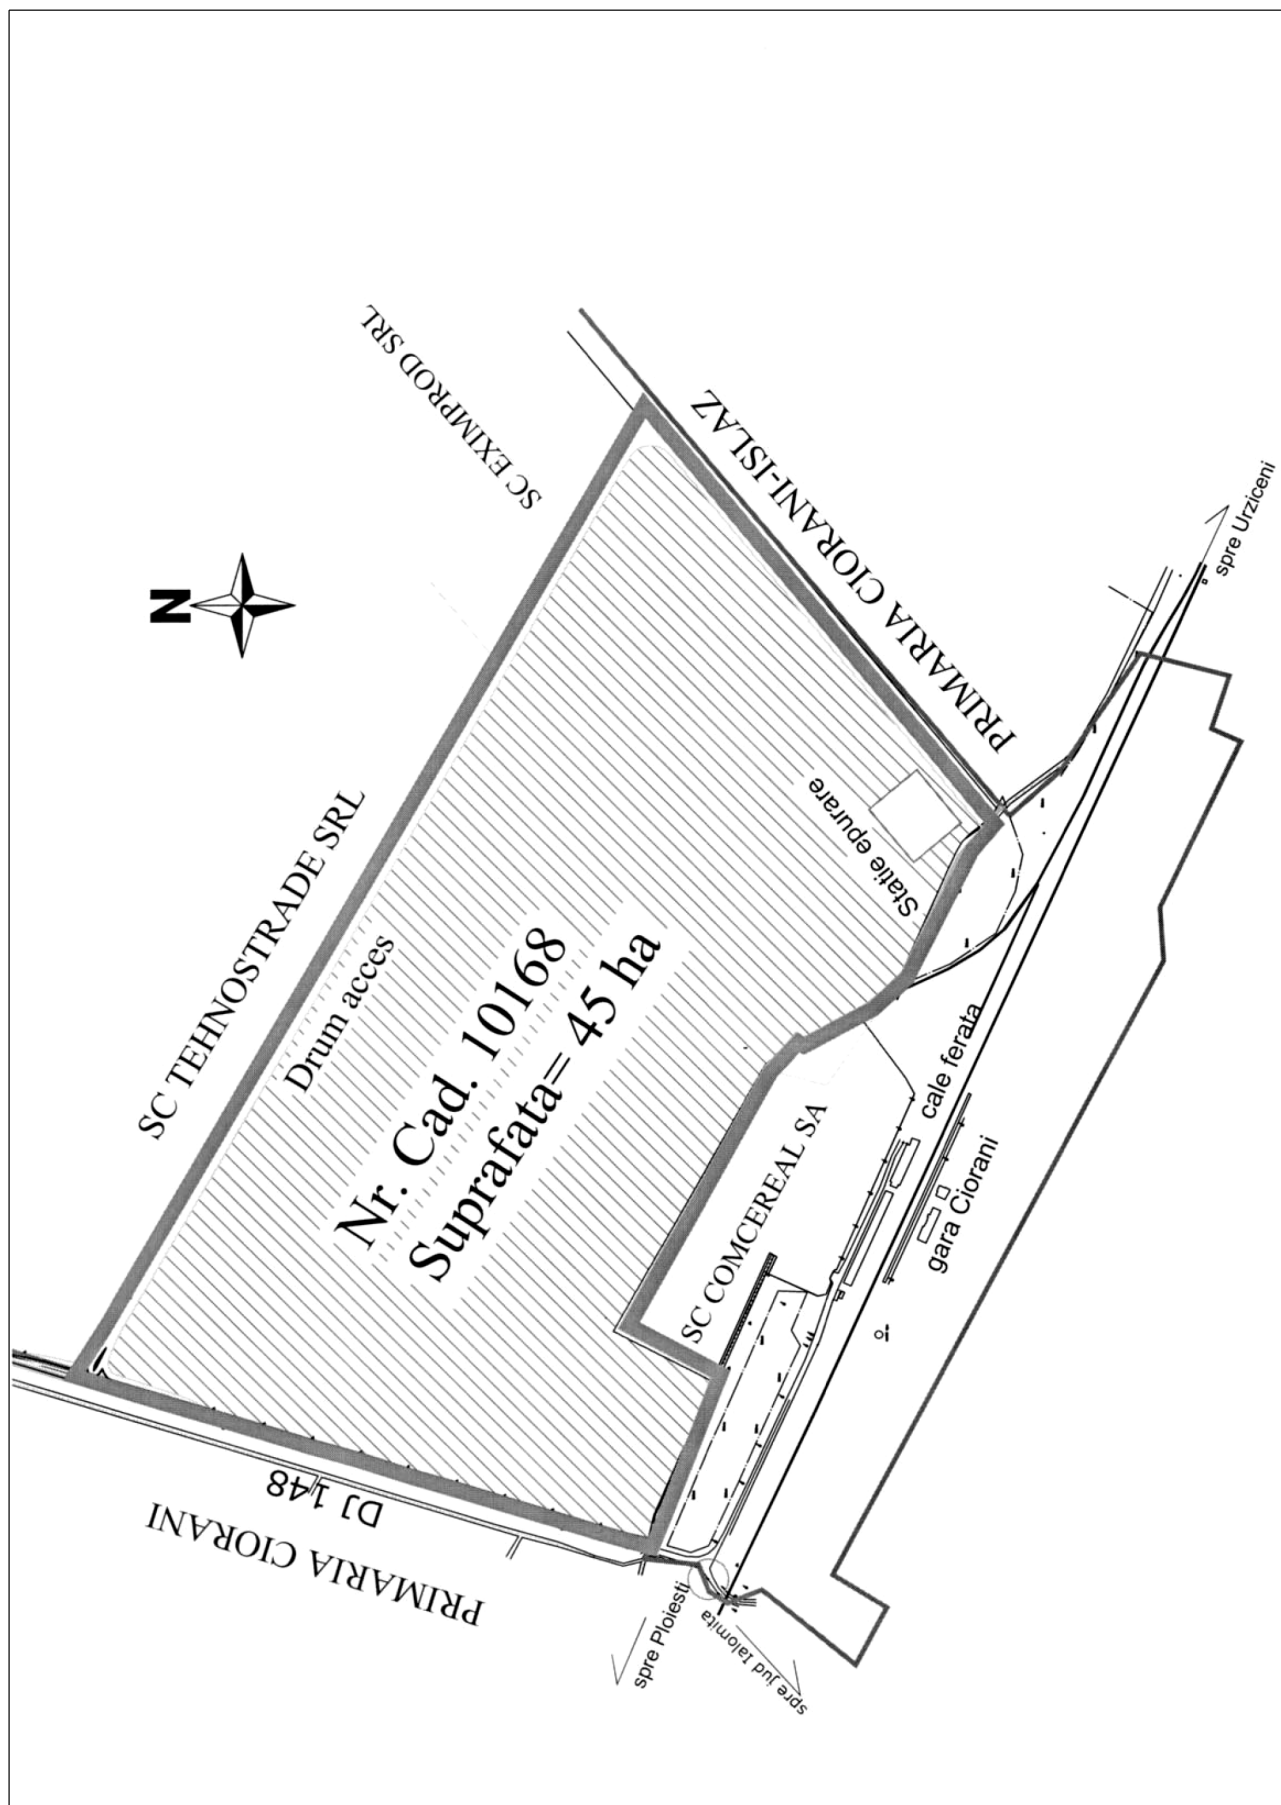 SC EXIMPROD SRL
PRIMARIA CIORANI-ISLAZ
spre Urziceni
N
SC TEHNOSTRADE SRL
Drum acces
Nr. Cad. 10168
Suprafata= 45 ha
Statie epurare
cale ferata
gara Ciorani
SC COMCEREAL SA
DJ 148
PRIMARIA CIORANI
spre Ploiesti
spre jud Ialomita